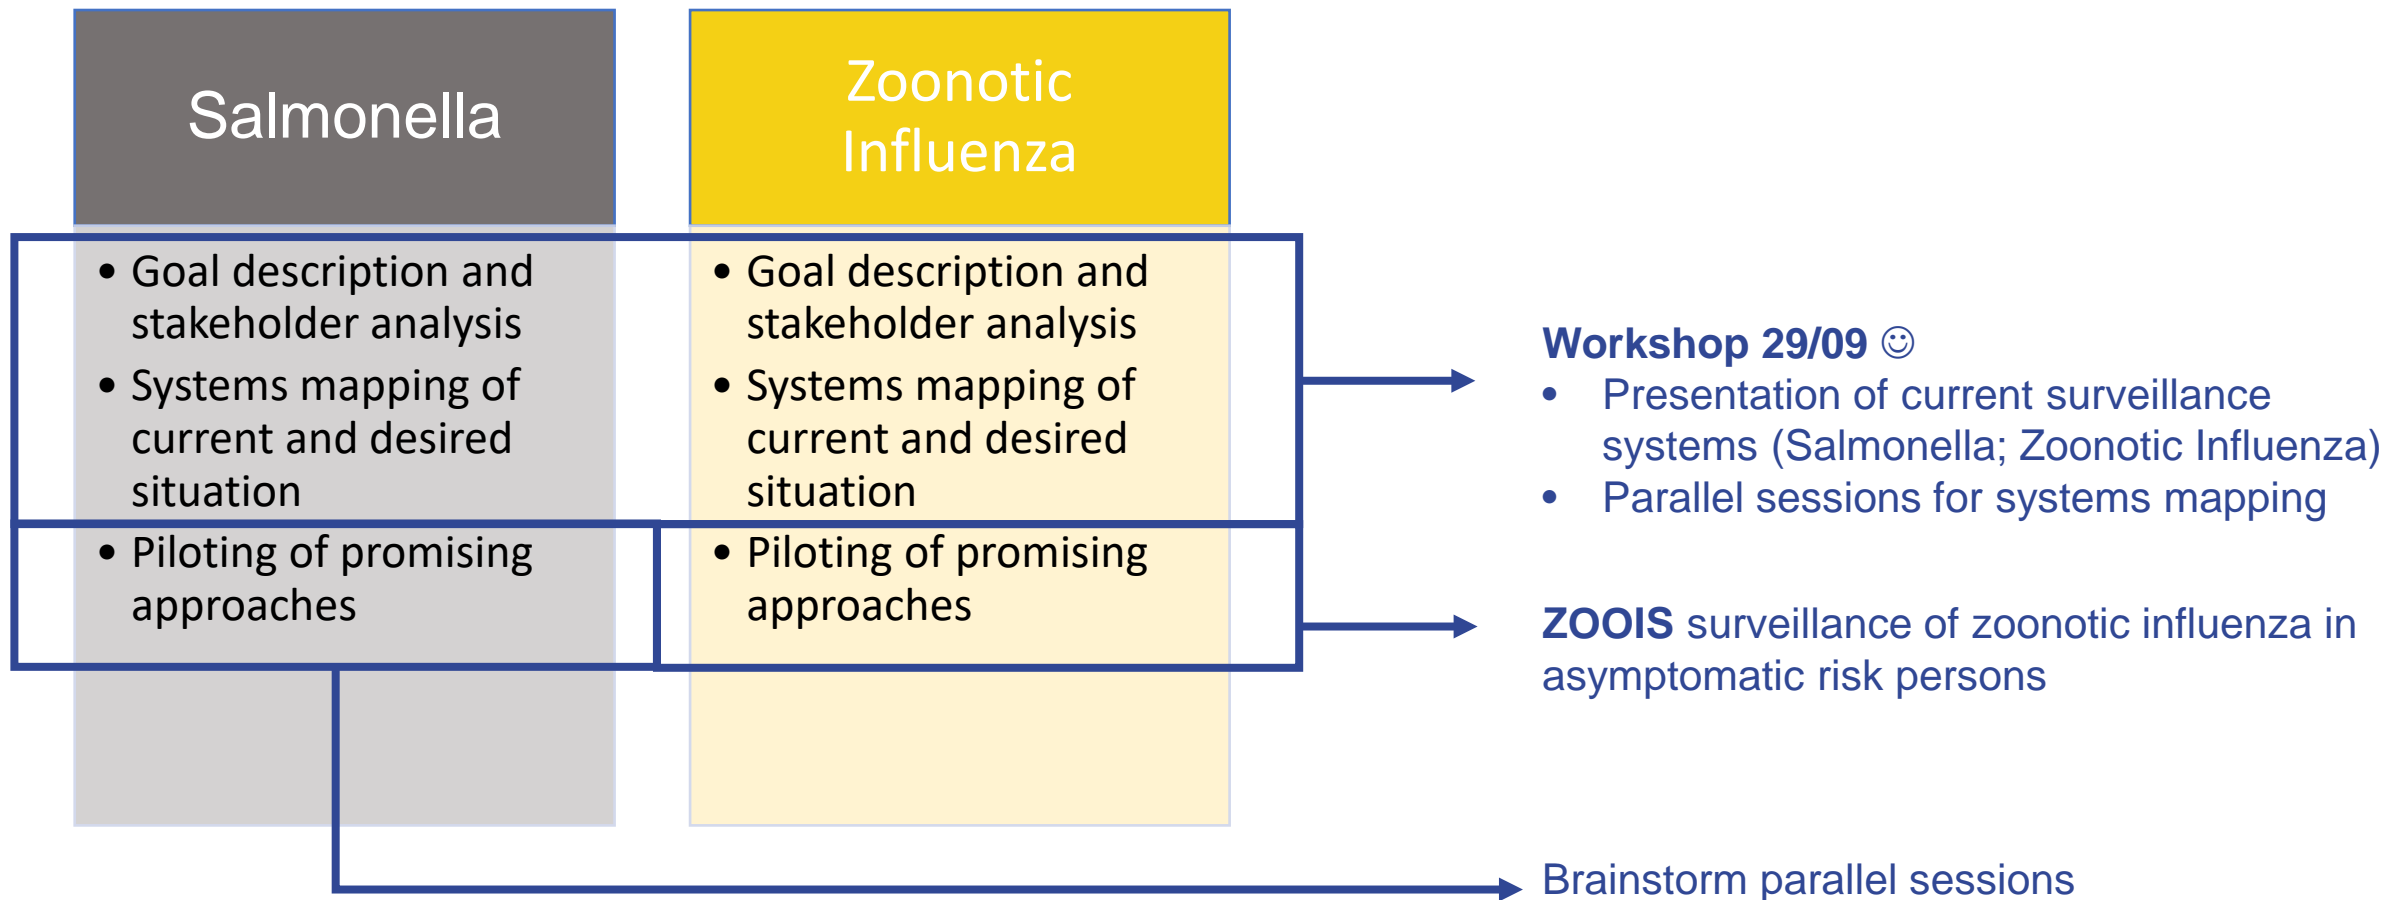 Salmonella
Zoonotic
Influenza
• Goal description and
stakeholder analysis
• Systems mapping of
current and desired
situation
• Piloting of promising
approaches
• Goal description and
stakeholder analysis
• Systems mapping of
current and desired
situation
• Piloting of promising
approaches
Workshop 29/09 ☺
• Presentation of current surveillance
systems (Salmonella; Zoonotic Influenza)
• Parallel sessions for systems mapping
ZOOIS surveillance of zoonotic influenza in
asymptomatic risk persons
Brainstorm parallel sessions